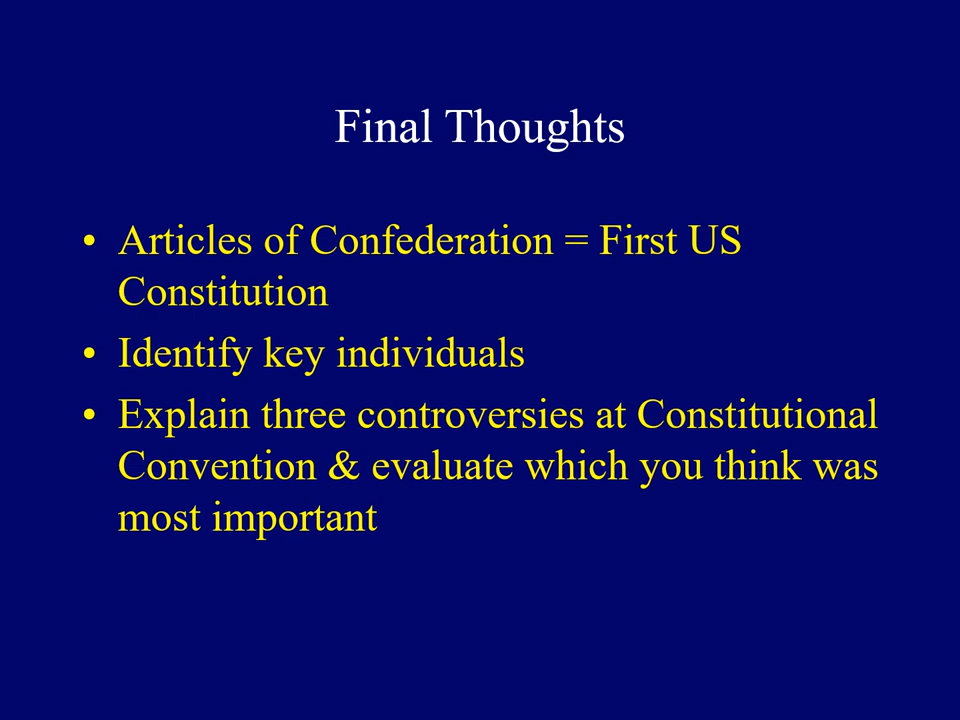 Final Thoughts
• Articles of Confederation = First US
Constitution
• Identify key individuals
• Explain three controversies at Constitutional
Convention & evaluate which you think was
most important